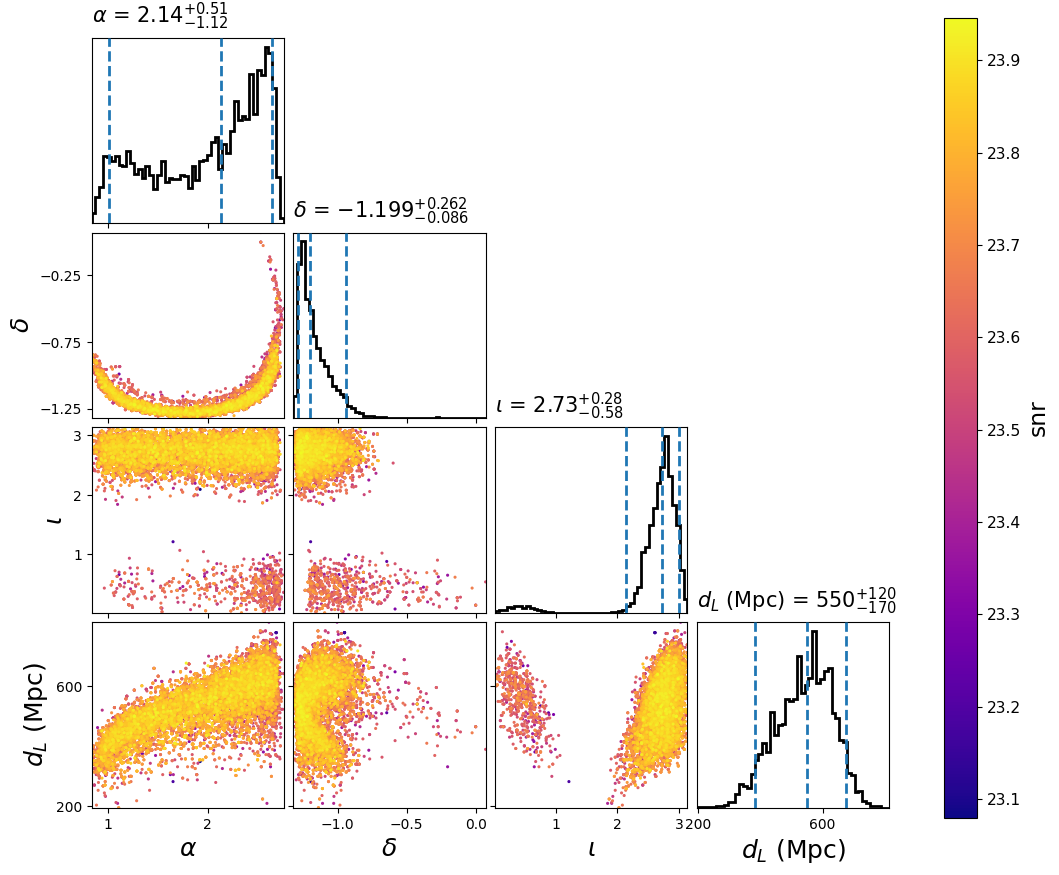 α = 2.14^{+0.51}_{−1.12}
δ = −1.199^{+0.262}_{−0.086}
ι = 2.73^{+0.28}_{−0.58}
d_L (Mpc) = 550^{+120}_{−170}
δ
−0.25
−0.75
−1.25
ι
3
2
1
d_L (Mpc)
600
200
1 2
α
−1.0 −0.5 0.0
δ
1 2 3
ι
200 600
d_L (Mpc)
23.9
23.8
23.7
23.6
23.5
23.4
23.3
23.2
23.1
snr